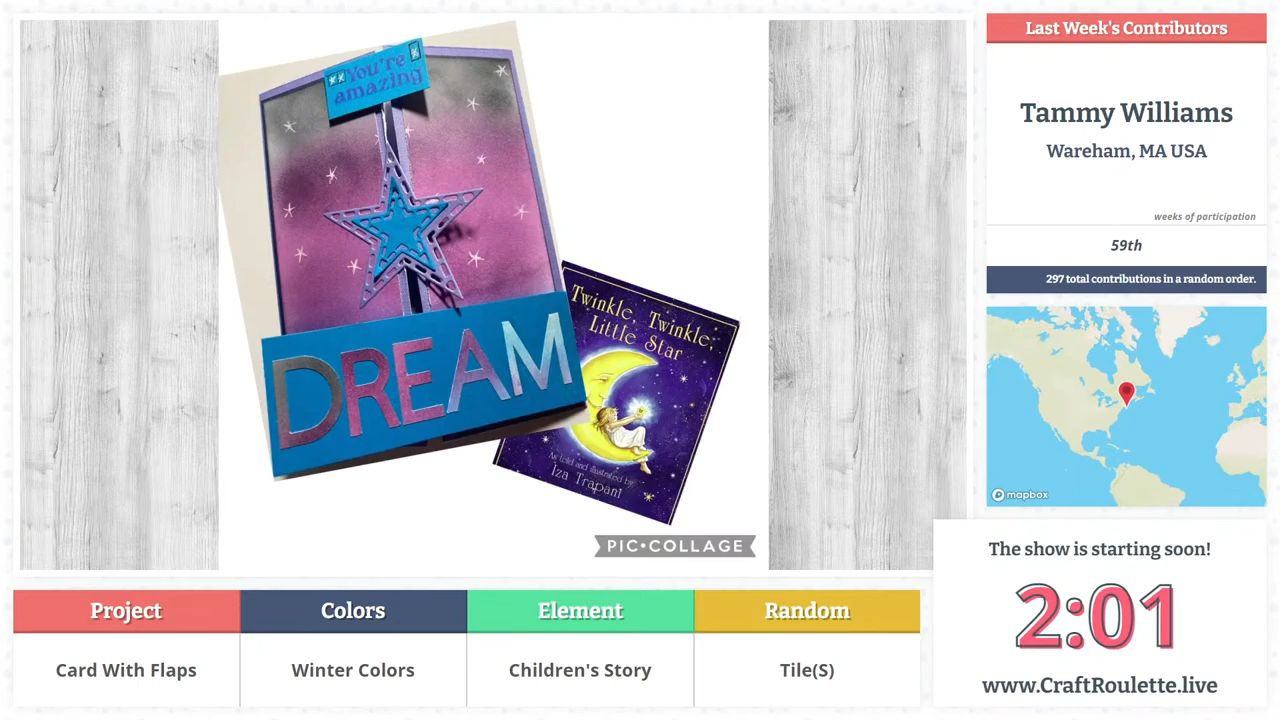 You're
amazing
DREAM
Twinkle, Twinkle,
Little Star
As told and illustrated by
Iza Trapani
PIC•COLLAGE
Last Week's Contributors
Tammy Williams
Wareham, MA USA
weeks of participation
59th
297 total contributions in a random order.
mapbox
The show is starting soon!
2:01
www.CraftRoulette.live
Project
Colors
Element
Random
Card With Flaps
Winter Colors
Children's Story
Tile(S)